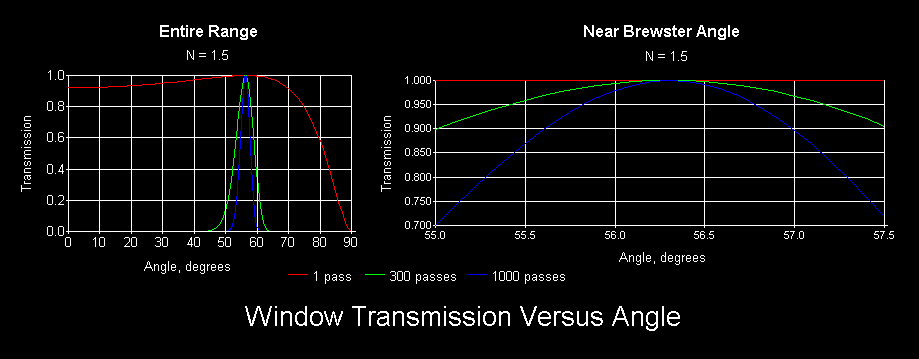 Entire Range
N = 1.5
Transmission
1.0
0.8
0.6
0.4
0.2
0.0
0 10 20 30 40 50 60 70 80 90
Angle, degrees
Near Brewster Angle
N = 1.5
Transmission
1.000
0.950
0.900
0.850
0.800
0.750
0.700
55.0 55.5 56.0 56.5 57.0 57.5
Angle, degrees
1 pass 300 passes 1000 passes
Window Transmission Versus Angle